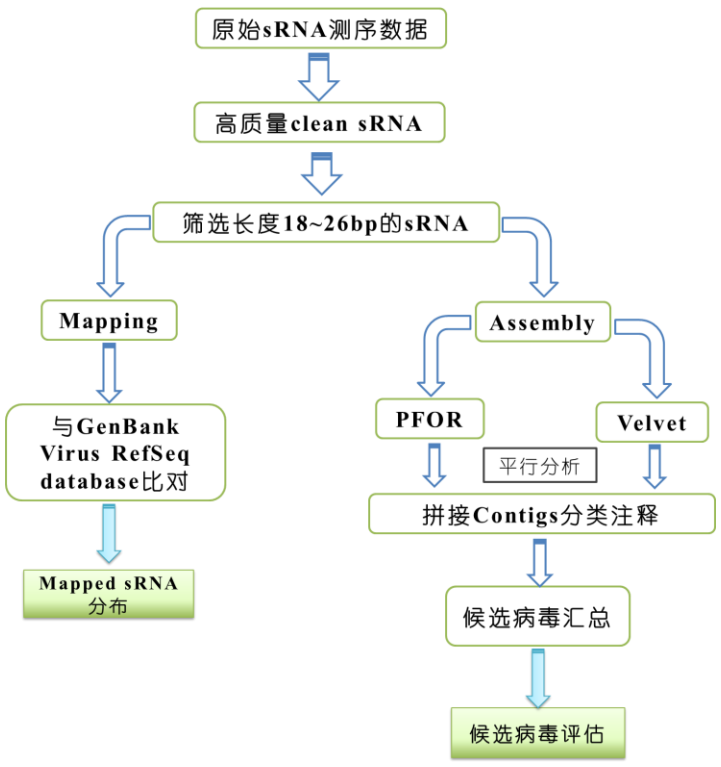 原始sRNA测序数据
高质量clean sRNA
筛选长度18~26bp的sRNA
Mapping
与GenBank
Virus RefSeq
database比对
Mapped sRNA
分布
Assembly
PFOR
Velvet
平行分析
拼接Contigs分类注释
候选病毒汇总
候选病毒评估